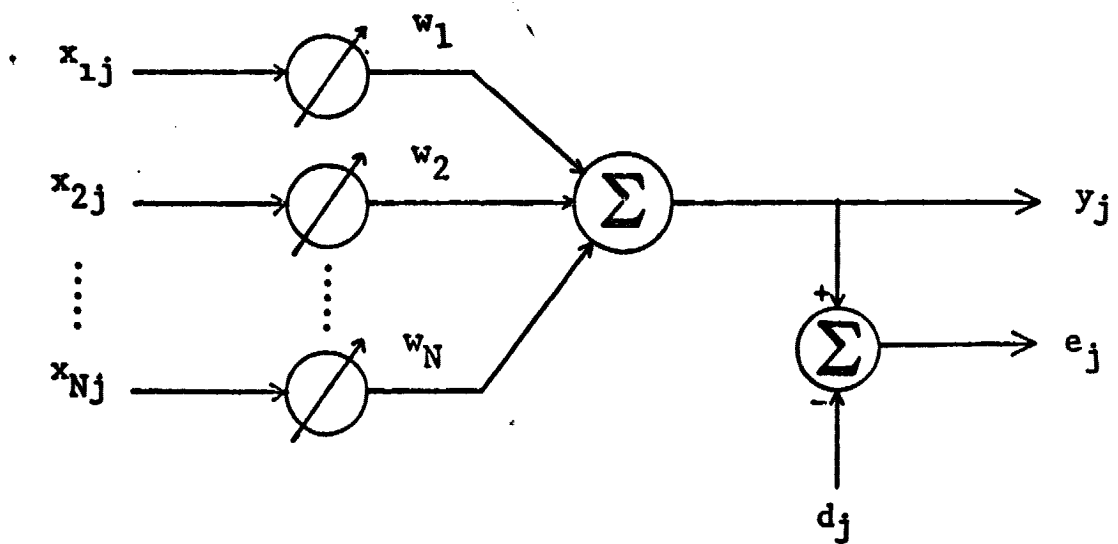 x₁ⱼ
w₁
x₂ⱼ
w₂
Σ
yⱼ
+
Σ
eⱼ
xNⱼ
wN
-
dⱼ